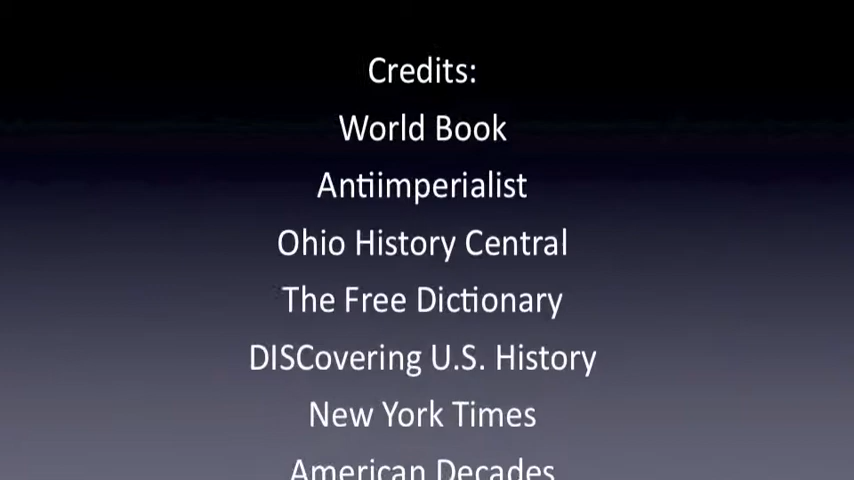 Credits:
World Book
Antiimperialist
Ohio History Central
The Free Dictionary
DISCovering U.S. History
New York Times
American Decades